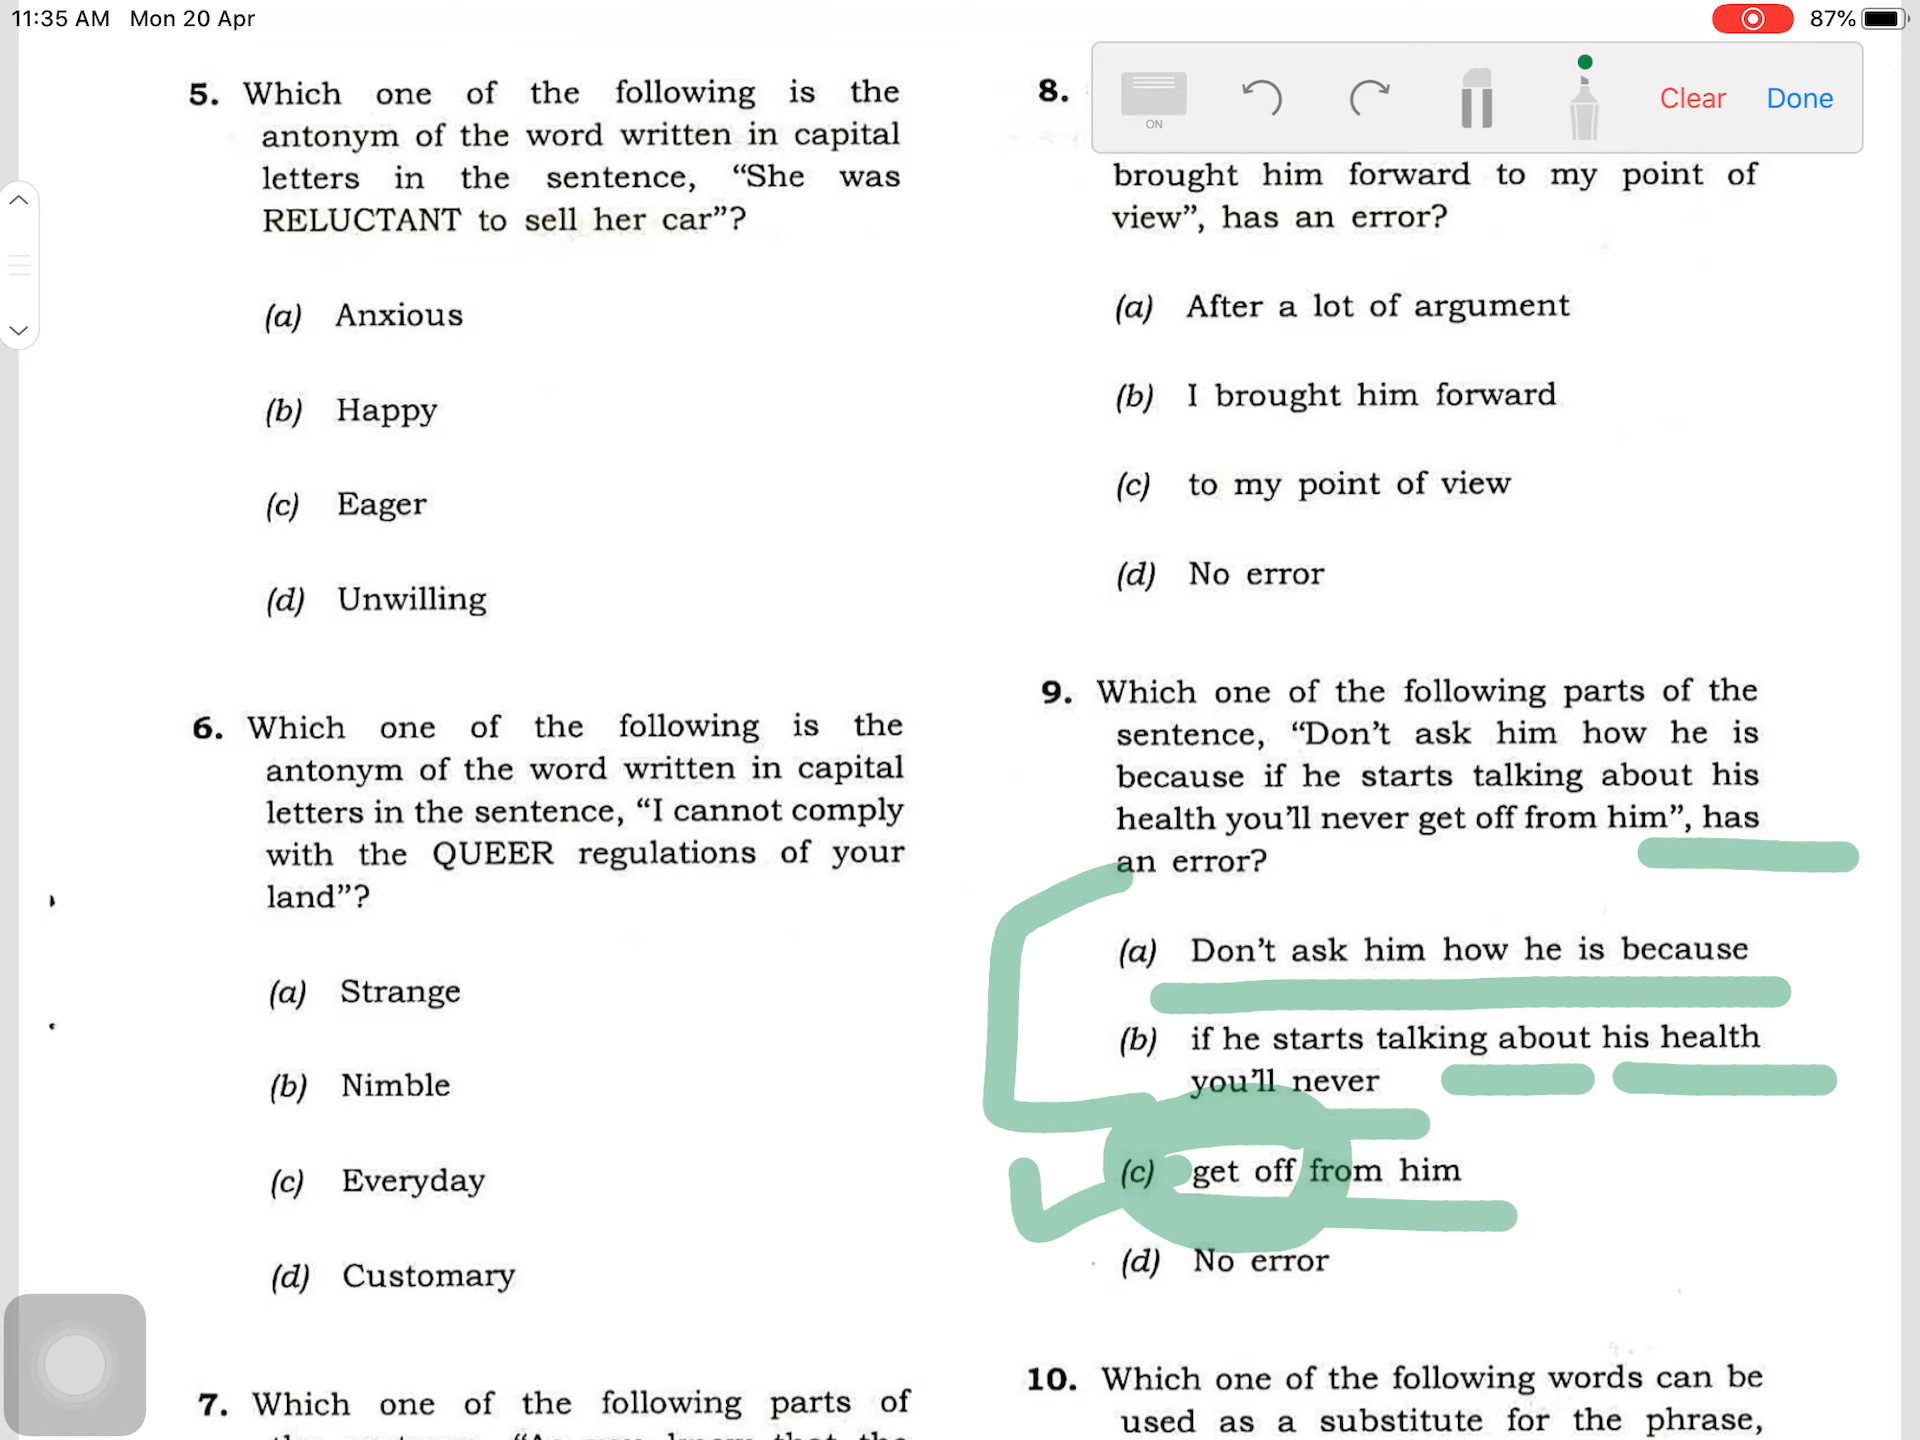 11:35 AM Mon 20 Apr
87%
ON
Clear Done
5. Which one of the following is the
antonym of the word written in capital
letters in the sentence, “She was
RELUCTANT to sell her car”?
(a) Anxious
(b) Happy
(c) Eager
(d) Unwilling
6. Which one of the following is the
antonym of the word written in capital
letters in the sentence, “I cannot comply
with the QUEER regulations of your
land”?
(a) Strange
(b) Nimble
(c) Everyday
(d) Customary
7. Which one of the following parts of
8.
brought him forward to my point of
view”, has an error?
(a) After a lot of argument
(b) I brought him forward
(c) to my point of view
(d) No error
9. Which one of the following parts of the
sentence, “Don’t ask him how he is
because if he starts talking about his
health you’ll never get off from him”, has
an error?
(a) Don’t ask him how he is because
(b) if he starts talking about his health
you’ll never
(c) get off from him
(d) No error
10. Which one of the following words can be
used as a substitute for the phrase,